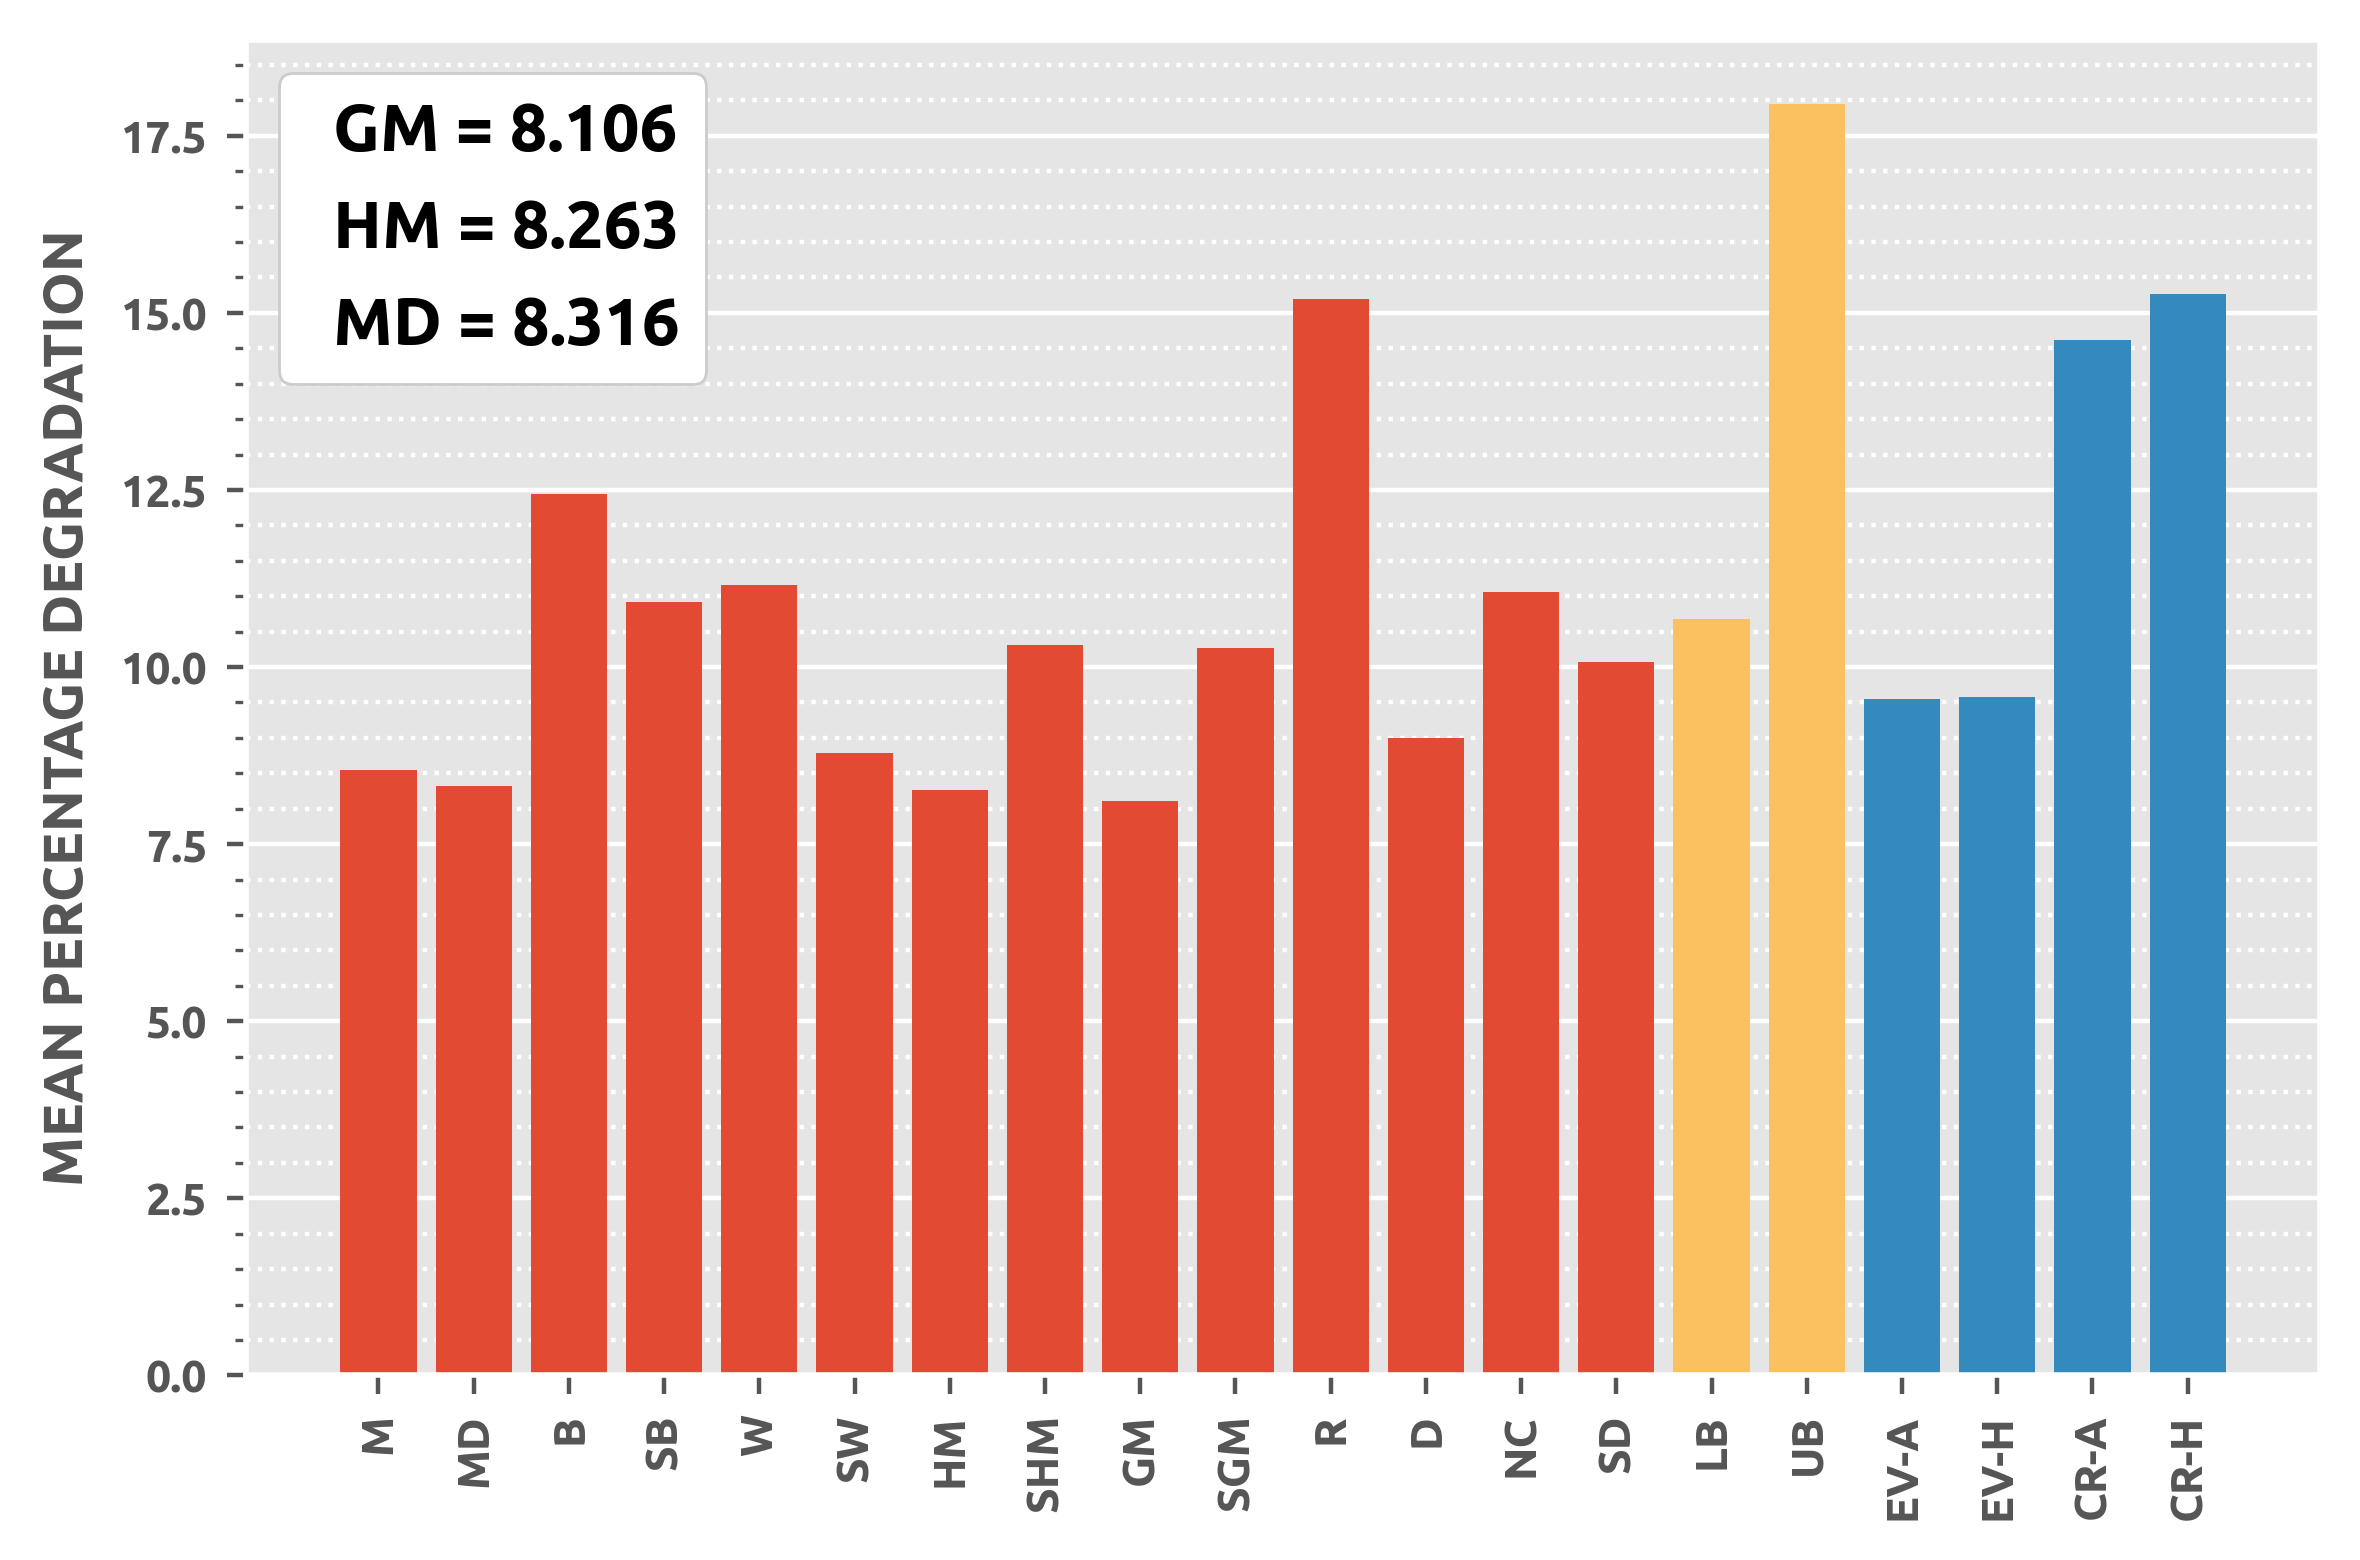 GM = 8.106
HM = 8.263
MD = 8.316
MEAN PERCENTAGE DEGRADATION
17.5
15.0
12.5
10.0
7.5
5.0
2.5
0.0
M
MD
B
SB
W
SW
HM
SHM
GM
SGM
R
D
NC
SD
LB
UB
EV-A
EV-H
CR-A
CR-H